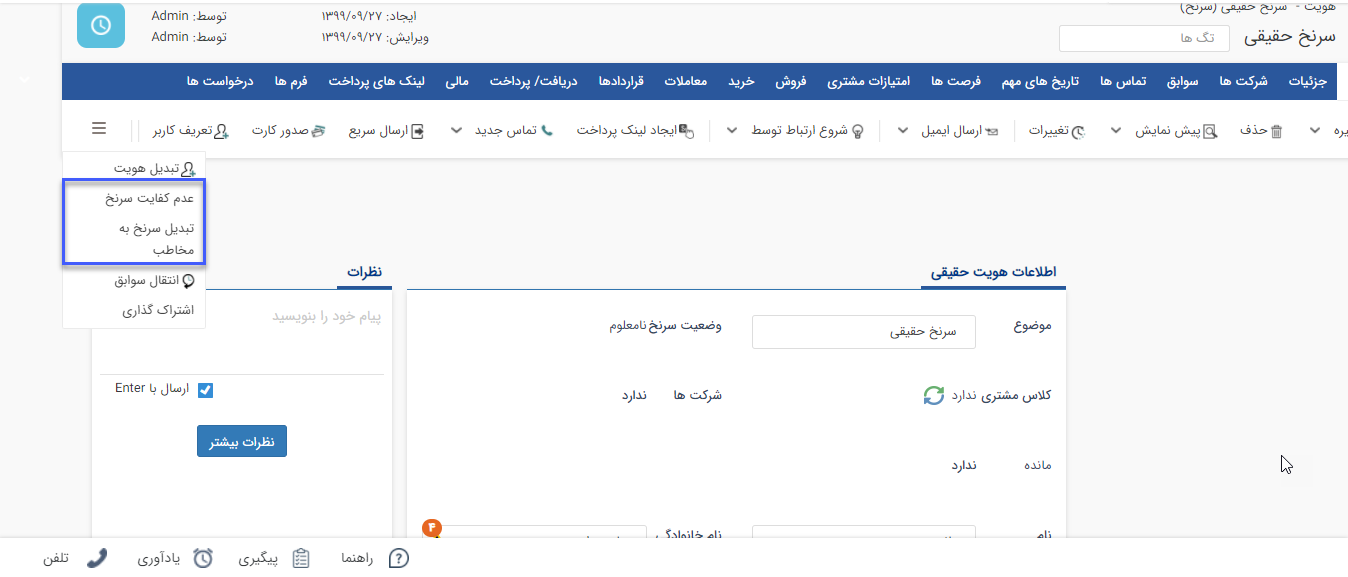 هویت - سرنخ حقیقی (سرنخ)
سرنخ حقیقی
تگ ها
ایجاد: ۱۳۹۹/۰۹/۲۷
توسط: Admin
ویرایش: ۱۳۹۹/۰۹/۲۷
توسط: Admin
جزئیات شرکت ها سوابق تماس ها تاریخ های مهم فرصت ها امتیازات مشتری فروش خرید معاملات قراردادها دریافت/ پرداخت مالی لینک های پرداخت فرم ها درخواست ها
یره حذف پیش نمایش تغییرات ارسال ایمیل شروع ارتباط توسط ایجاد لینک پرداخت تماس جدید ارسال سریع صدور کارت تعریف کاربر
تبدیل هویت
عدم کفایت سرنخ
تبدیل سرنخ به
مخاطب
انتقال سوابق
اشتراک گذاری
اطلاعات هویت حقیقی
موضوع
سرنخ حقیقی
وضعیت سرنخ نامعلوم
کلاس مشتری ندارد
شرکت ها
ندارد
مانده
ندارد
نام
نام خانوادگی
۴
نظرات
پیام خود را بنویسید
ارسال با Enter
نظرات بیشتر
راهنما
پیگیری
یادآوری
تلفن